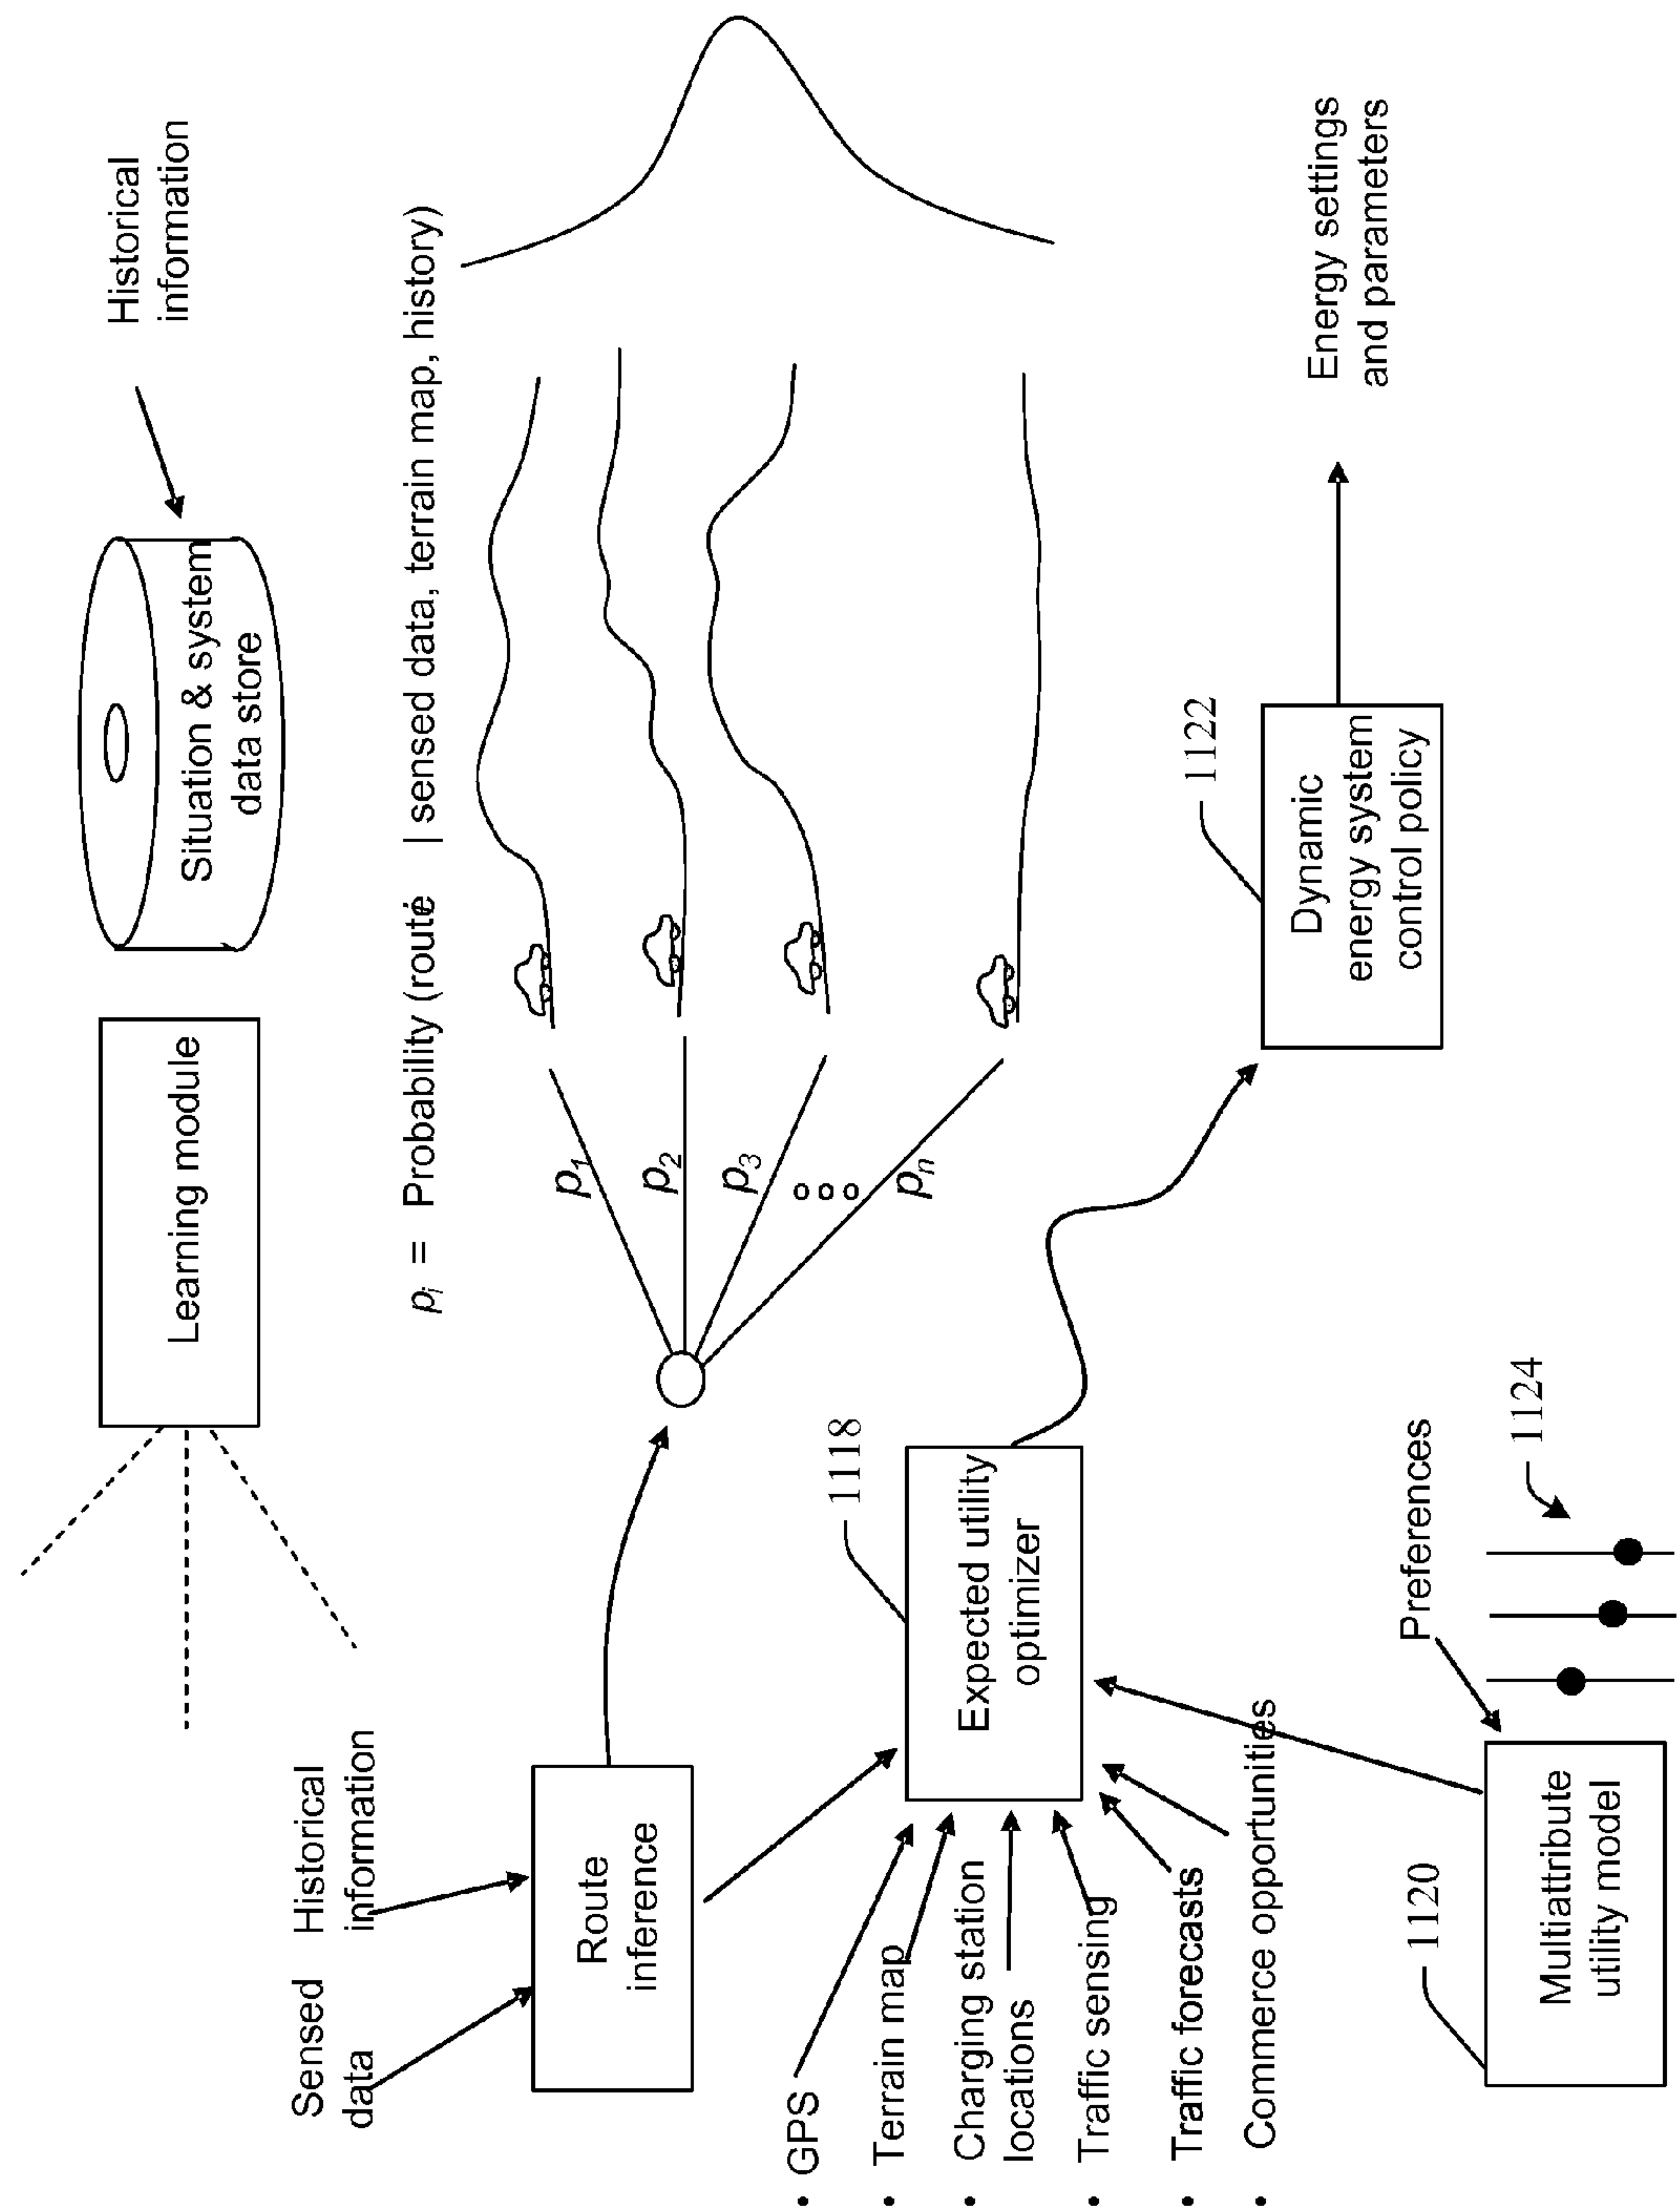 Learning module
Situation & system
data store
Historical
information
Sensed
data
Historical
information
pᵢ = Probability (route | sensed data, terrain map, history)
Route
inference
p₁
p₂
p₃
pₙ
• GPS
• Terrain map
• Charging station
locations
• Traffic sensing
• Traffic forecasts
• Commerce opportunities
1118
Expected utility
optimizer
1122
Dynamic
energy system
control policy
Energy settings
and parameters
1120
Multiattribute
utility model
Preferences
1124